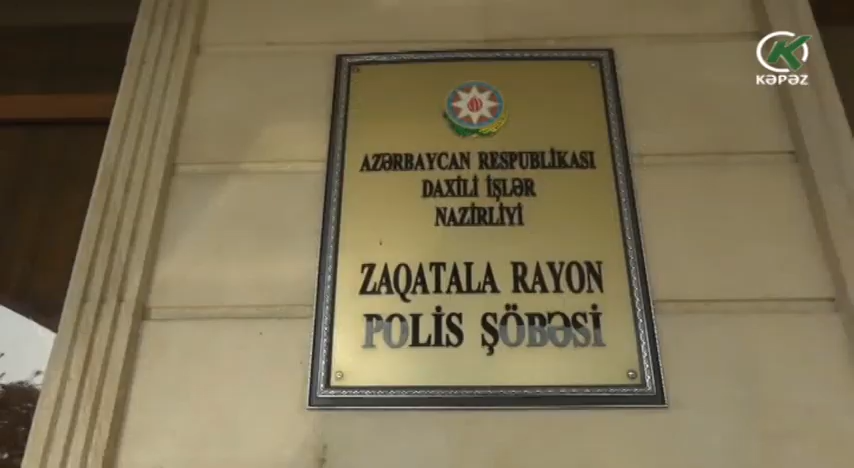 KƏPƏZ
AZƏRBAYCAN RESPUBLİKASI
DAXİLİ İŞLƏR
NAZİRLİYİ
ZAQATALA RAYON
POLİS ŞÖBƏSİ